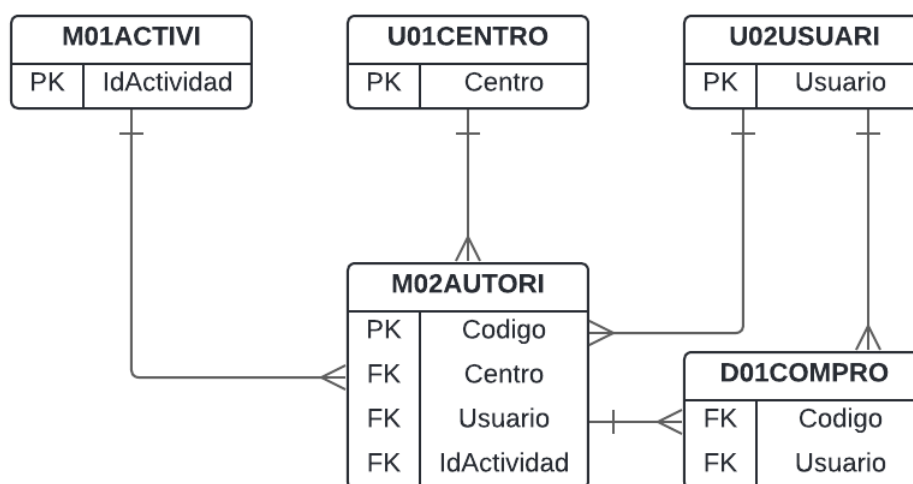 M01ACTIVI
PK IdActividad
U01CENTRO
PK Centro
U02USUARI
PK Usuario
M02AUTORI
PK Codigo
FK Centro
FK Usuario
FK IdActividad
D01COMPRO
FK Codigo
FK Usuario